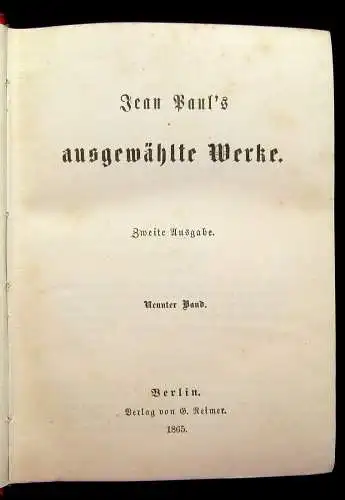 Jean Paul's
ausgewählte Werke.
Zweite Ausgabe.
Neunter Band.
Berlin.
Verlag von G. Reimer.
1865.